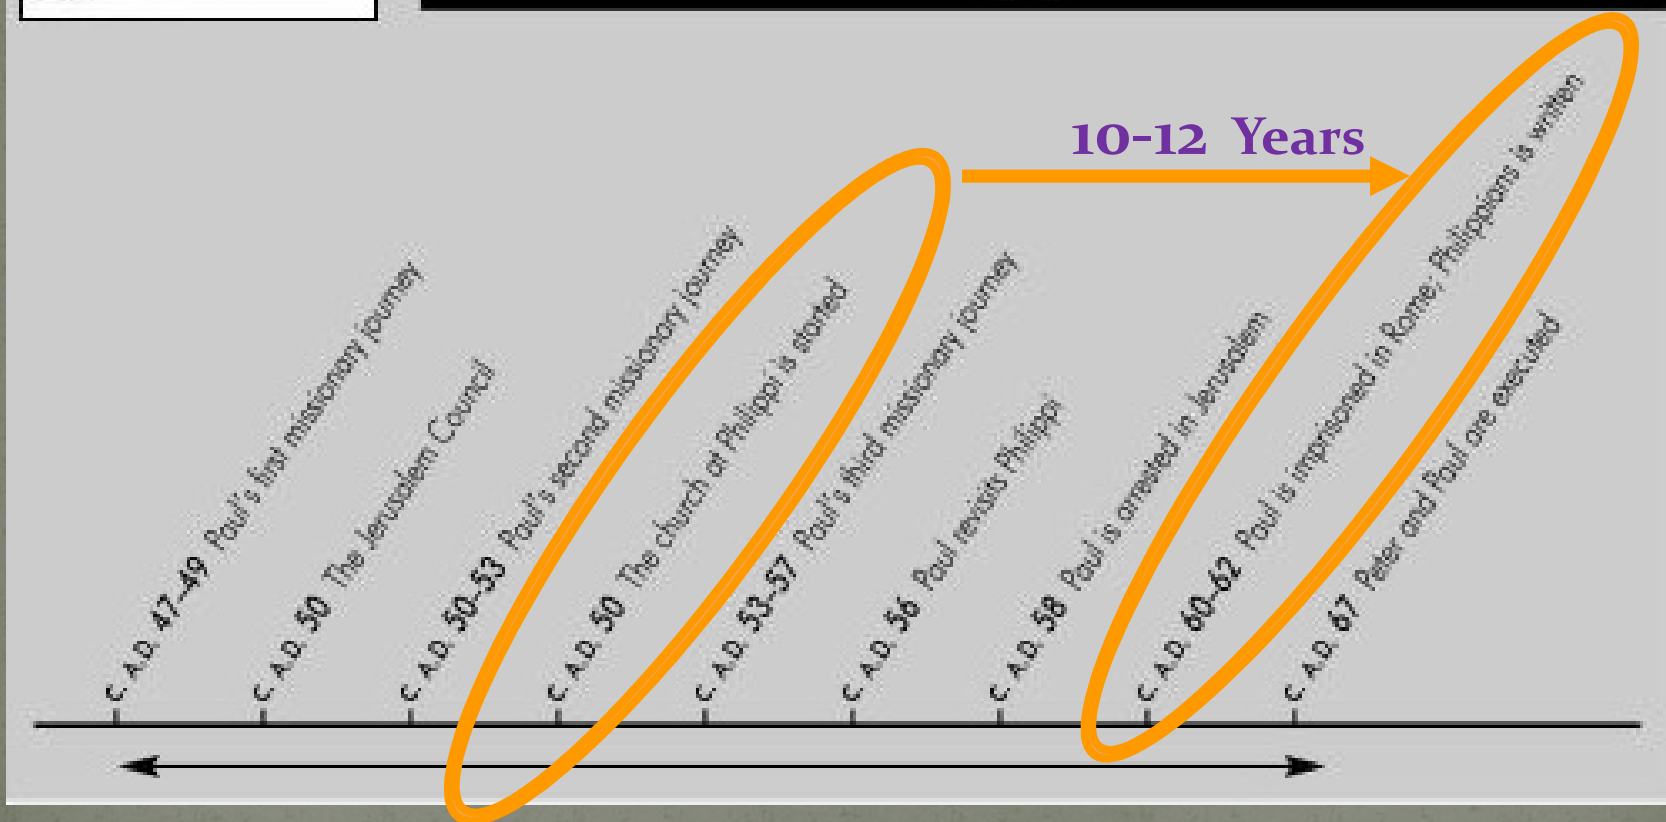 10-12 Years
C. A.D. 47–49 Paul's first missionary journey
C. A.D. 50 The Jerusalem Council
C. A.D. 50–53 Paul's second missionary journey
C. A.D. 50 The church at Philippi is started
C. A.D. 53–57 Paul's third missionary journey
C. A.D. 56 Paul revisits Philippi
C. A.D. 58 Paul is arrested in Jerusalem
C. A.D. 60–62 Paul is imprisoned in Rome; Philippians is written
C. A.D. 67 Peter and Paul are executed